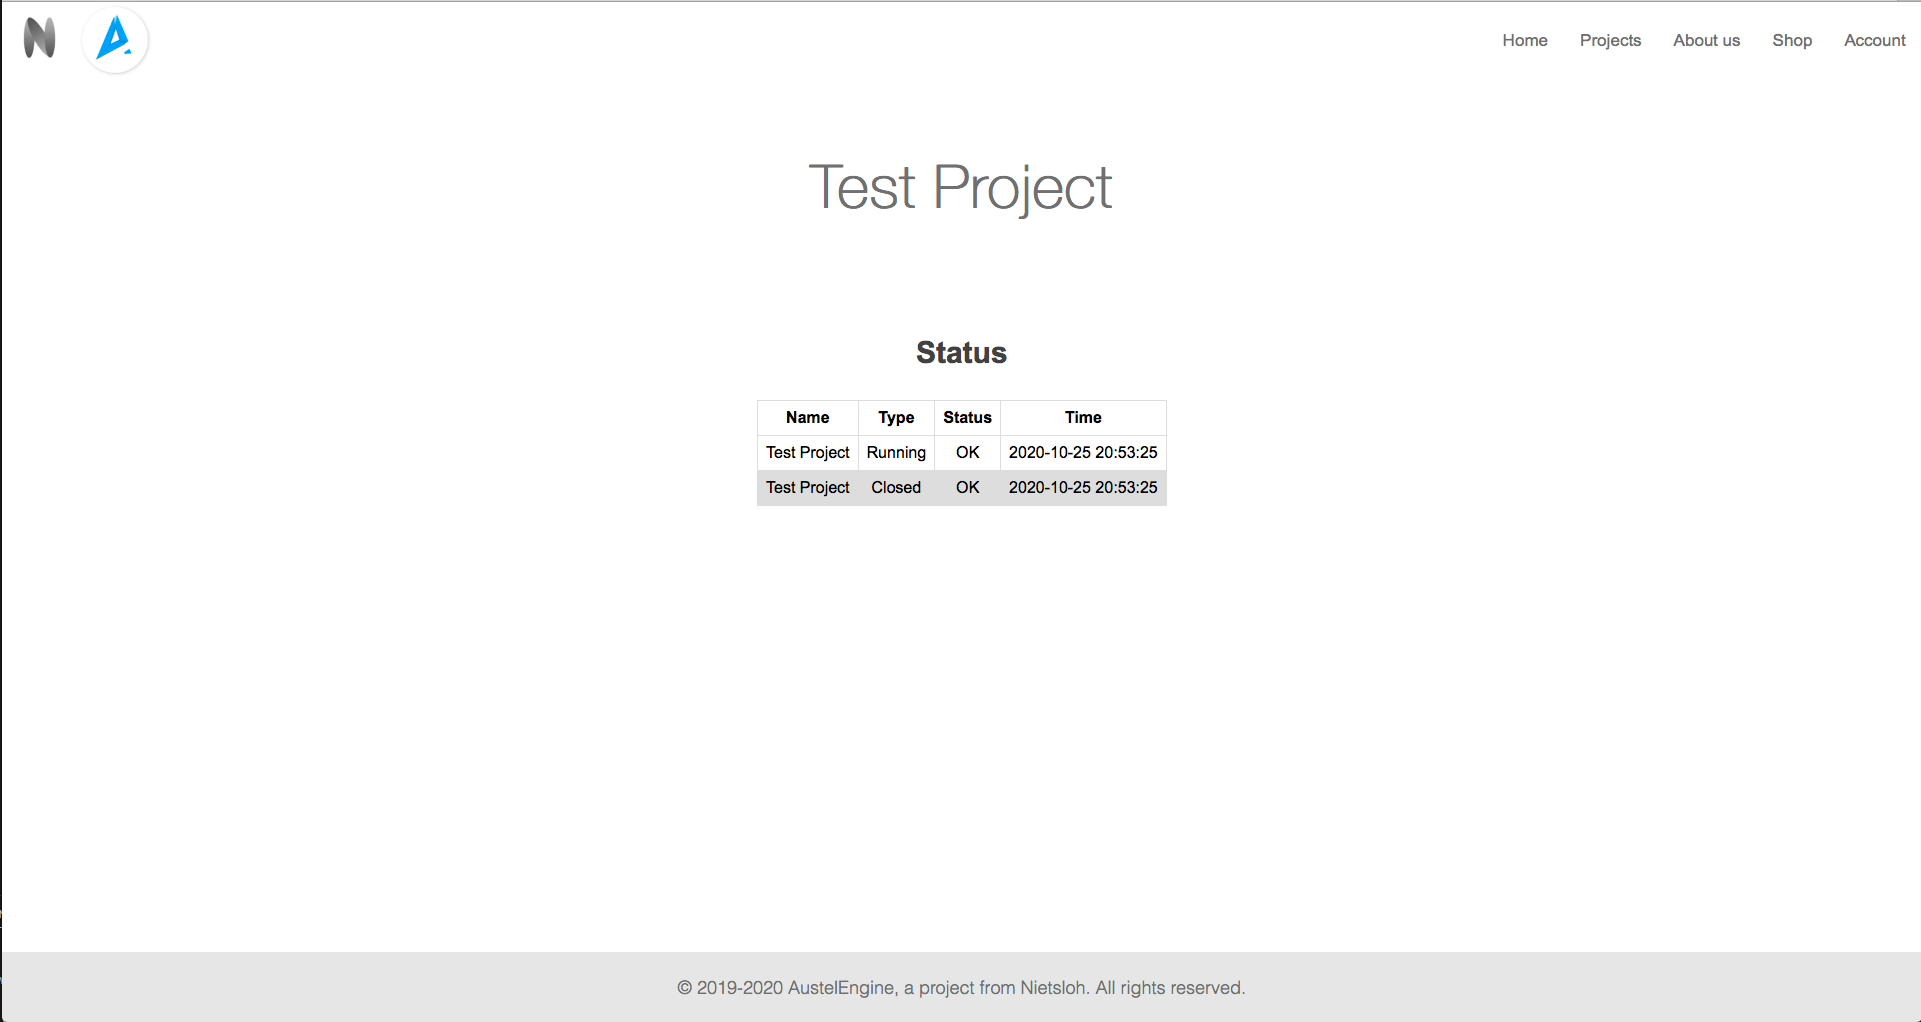 Home Projects About us Shop Account
Test Project
Status
Name Type Status Time
Test Project Running OK 2020-10-25 20:53:25
Test Project Closed OK 2020-10-25 20:53:25
© 2019-2020 AustelEngine, a project from Nietsloh. All rights reserved.